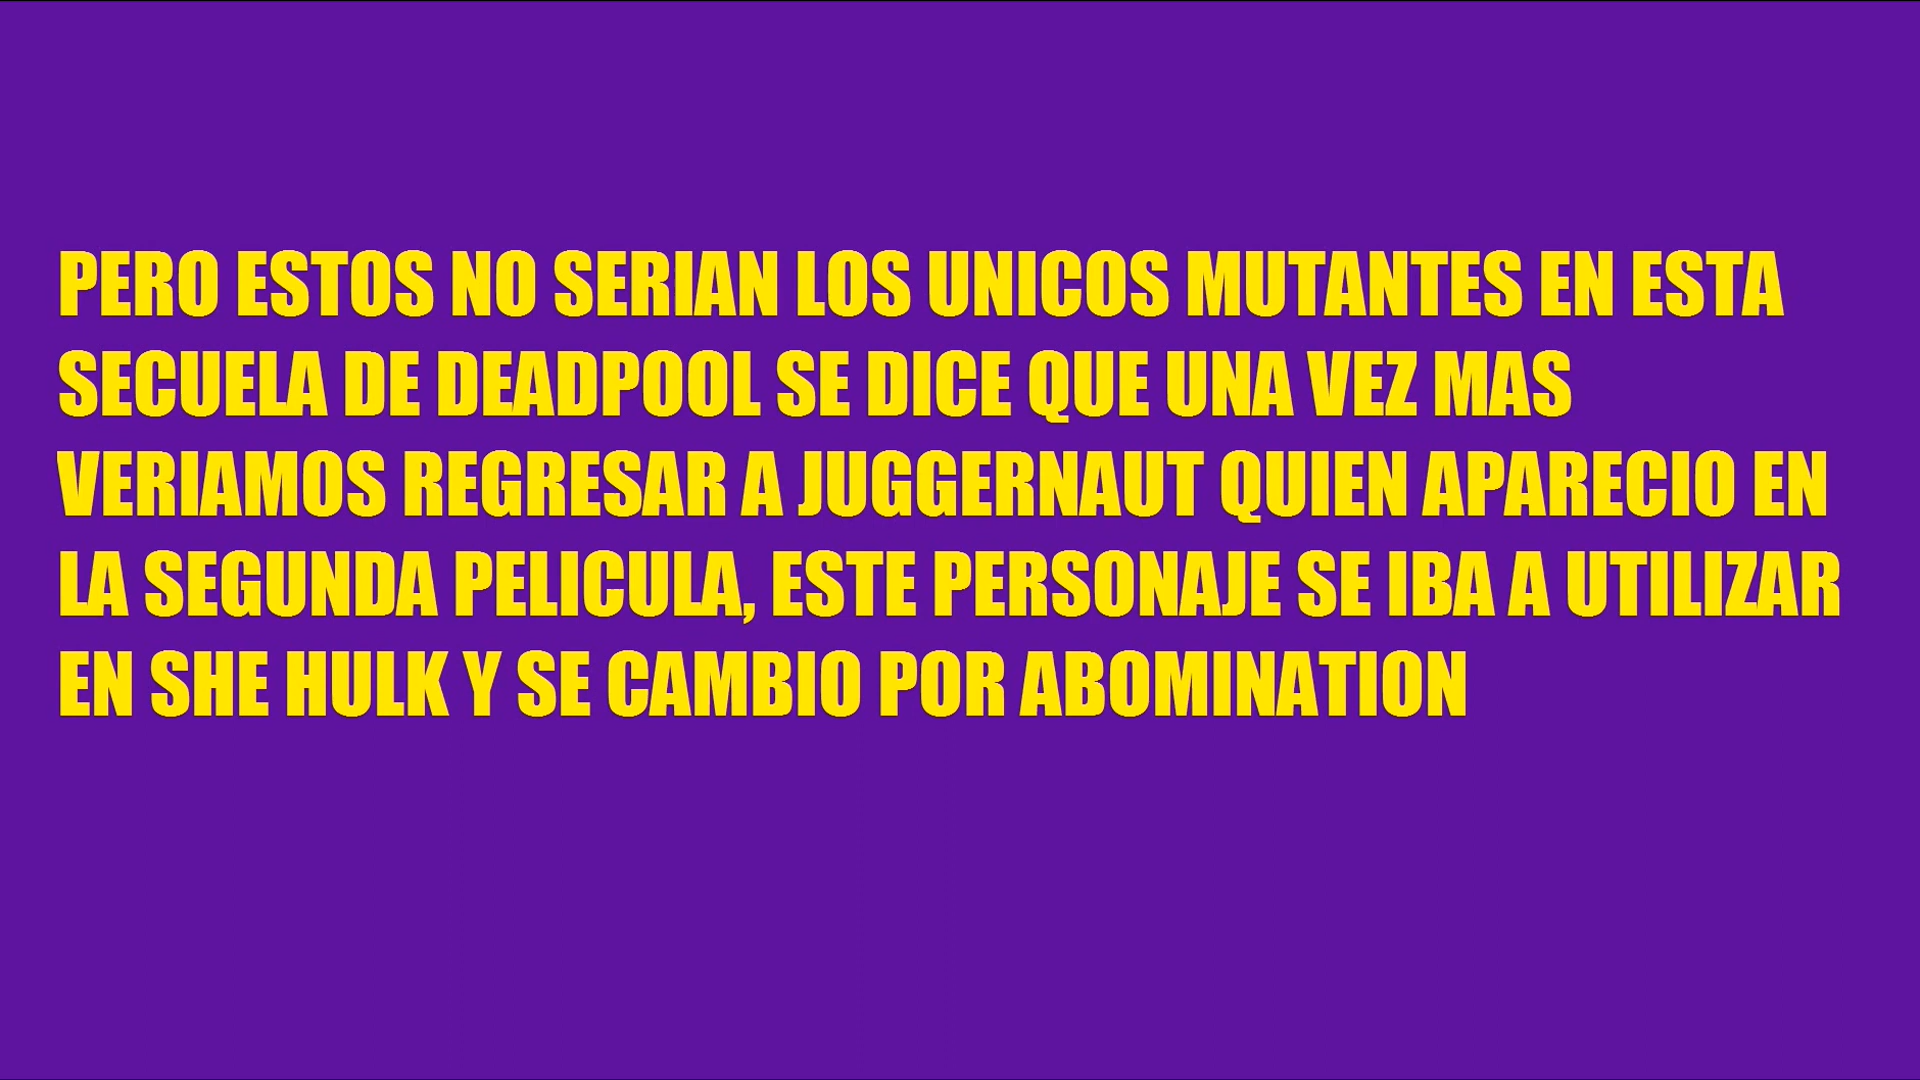 PERO ESTOS NO SERIAN LOS UNICOS MUTANTES EN ESTA
SECUELA DE DEADPOOL SE DICE QUE UNA VEZ MAS
VERIAMOS REGRESAR A JUGGERNAUT QUIEN APARECIO EN
LA SEGUNDA PELICULA, ESTE PERSONAJE SE IBA A UTILIZAR
EN SHE HULK Y SE CAMBIO POR ABOMINATION